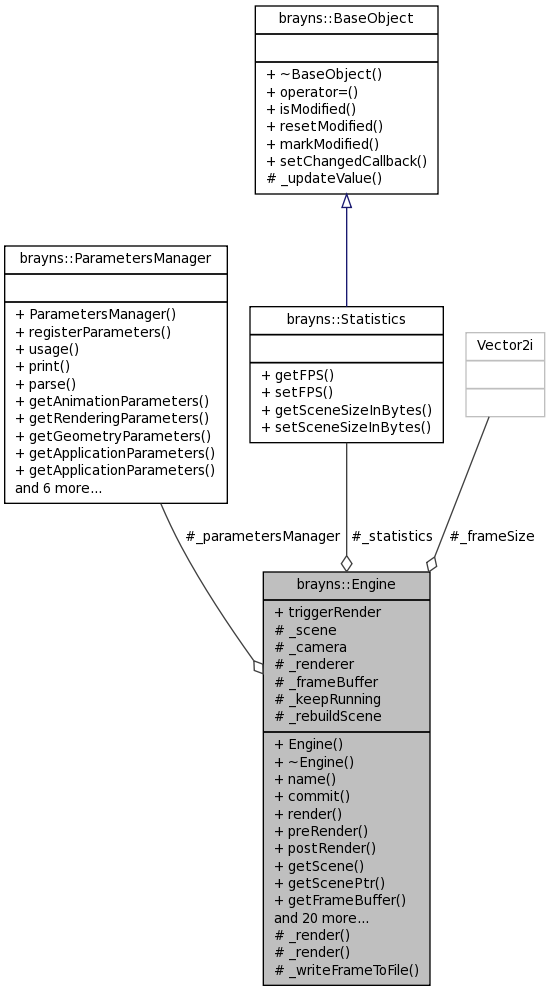 brayns::BaseObject
+ ~BaseObject()
+ operator=()
+ isModified()
+ resetModified()
+ markModified()
+ setChangedCallback()
# _updateValue()
brayns::ParametersManager
+ ParametersManager()
+ registerParameters()
+ usage()
+ print()
+ parse()
+ getAnimationParameters()
+ getRenderingParameters()
+ getGeometryParameters()
+ getApplicationParameters()
+ getApplicationParameters()
and 6 more...
brayns::Statistics
+ getFPS()
+ setFPS()
+ getSceneSizeInBytes()
+ setSceneSizeInBytes()
Vector2i
#_parametersManager
#_statistics
#_frameSize
brayns::Engine
+ triggerRender
# _scene
# _camera
# _renderer
# _frameBuffer
# _keepRunning
# _rebuildScene
+ Engine()
+ ~Engine()
+ name()
+ commit()
+ render()
+ preRender()
+ postRender()
+ getScene()
+ getScenePtr()
+ getFrameBuffer()
and 20 more...
# _render()
# _render()
# _writeFrameToFile()